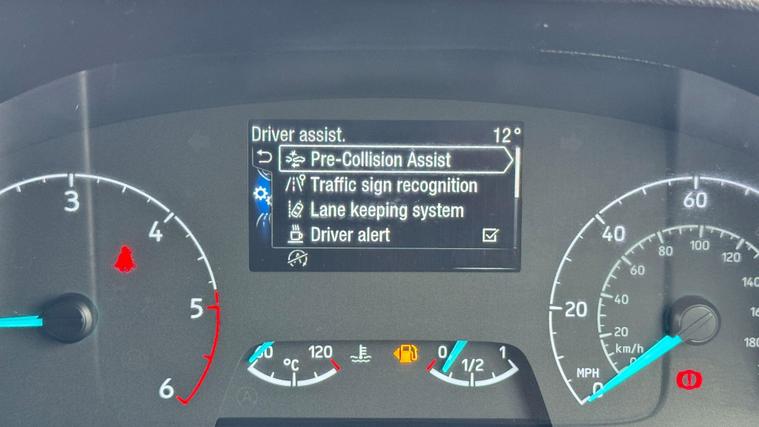 Driver assist. 12°
Pre-Collision Assist
Traffic sign recognition
Lane keeping system
Driver alert
3
4
5
6
120
°C
0
1/2
1
0
20
40
60
MPH
20
40
60
80
100
120
km/h